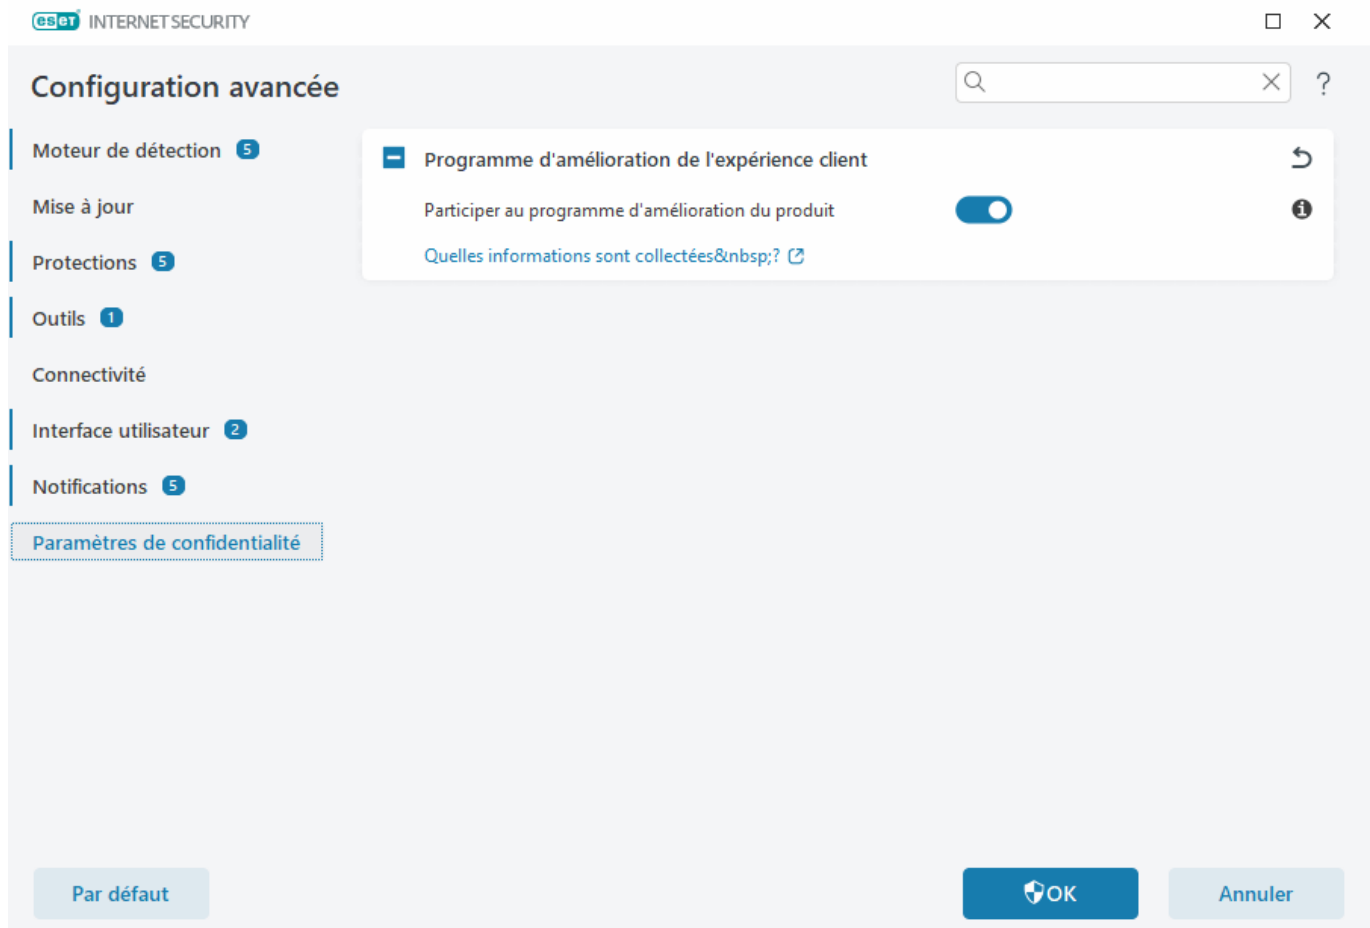 eset INTERNET SECURITY
Configuration avancée
?
Moteur de détection 5
Mise à jour
Protections 5
Outils 1
Connectivité
Interface utilisateur 2
Notifications 5
Paramètres de confidentialité
Programme d'amélioration de l'expérience client
Participer au programme d'amélioration du produit
Quelles informations sont collectées&nbsp;?
Par défaut
OK
Annuler